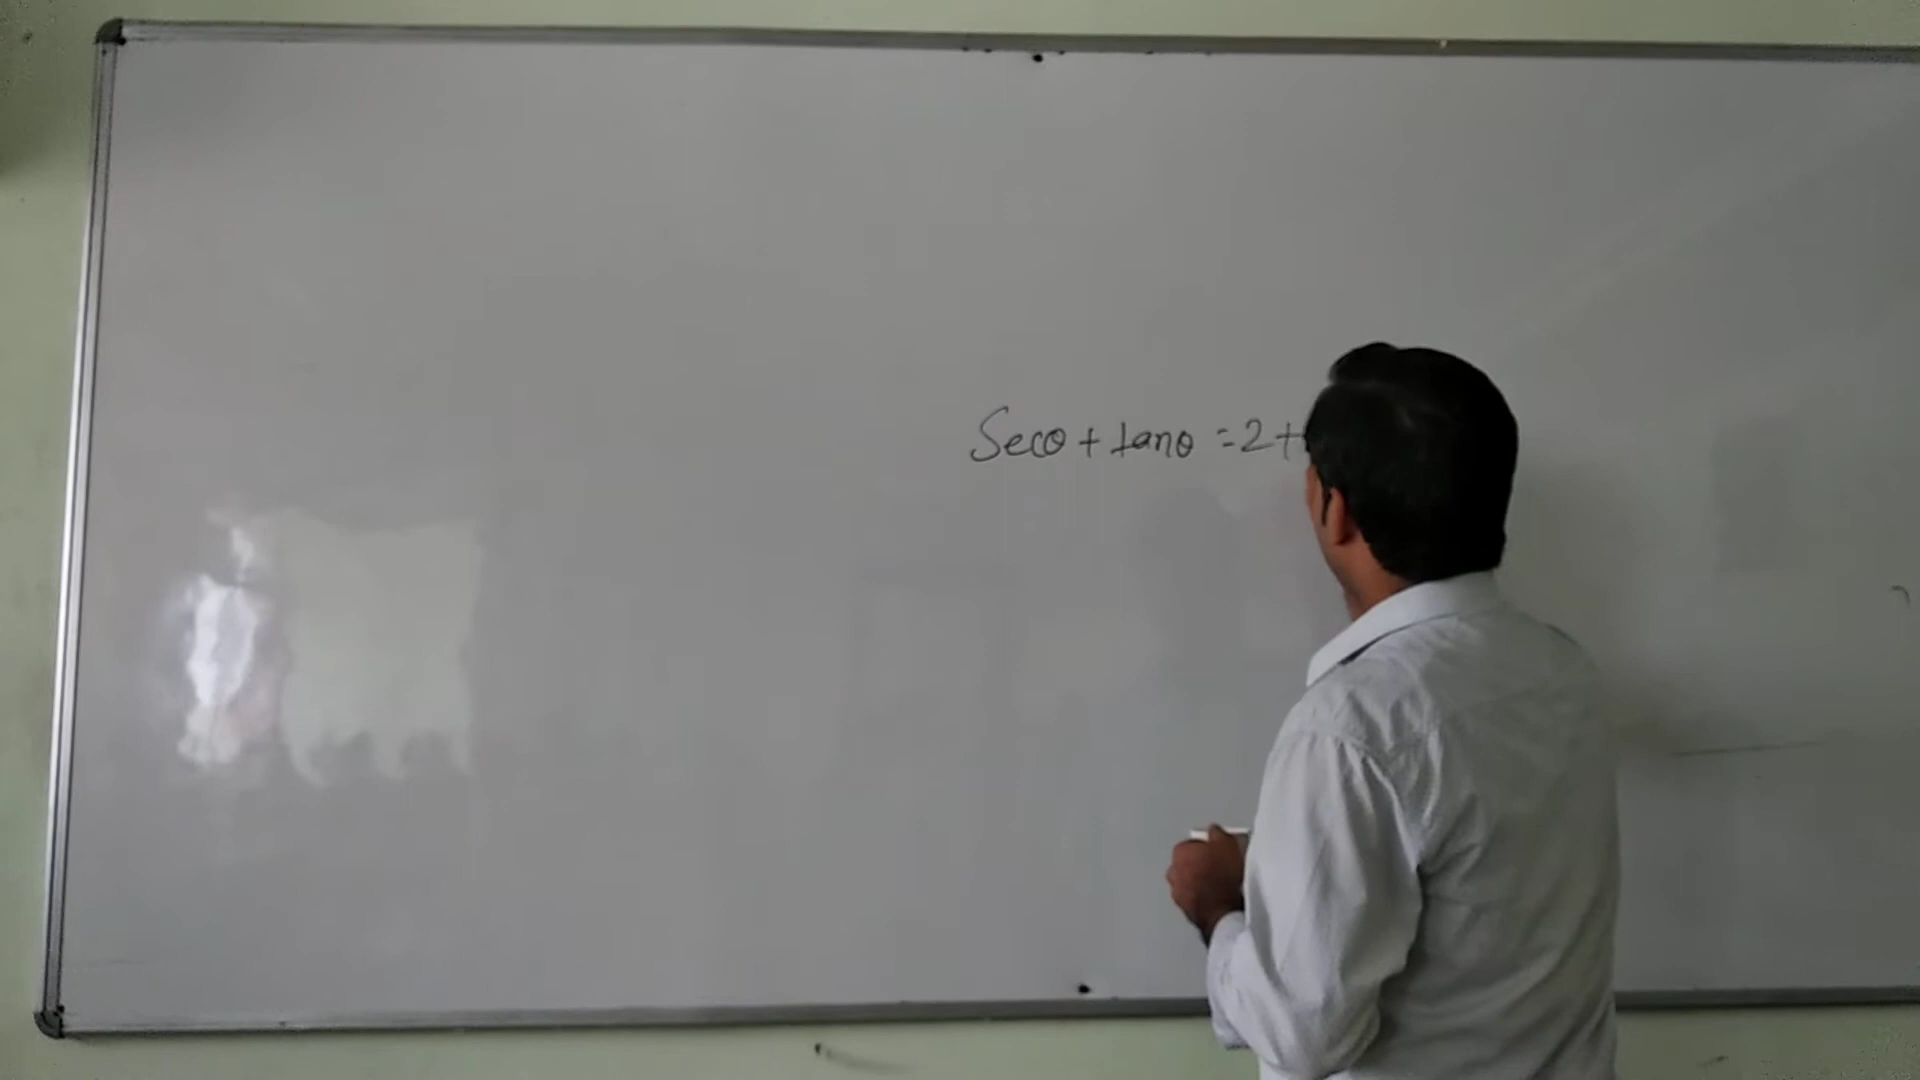 Secθ + tanθ = 2 +